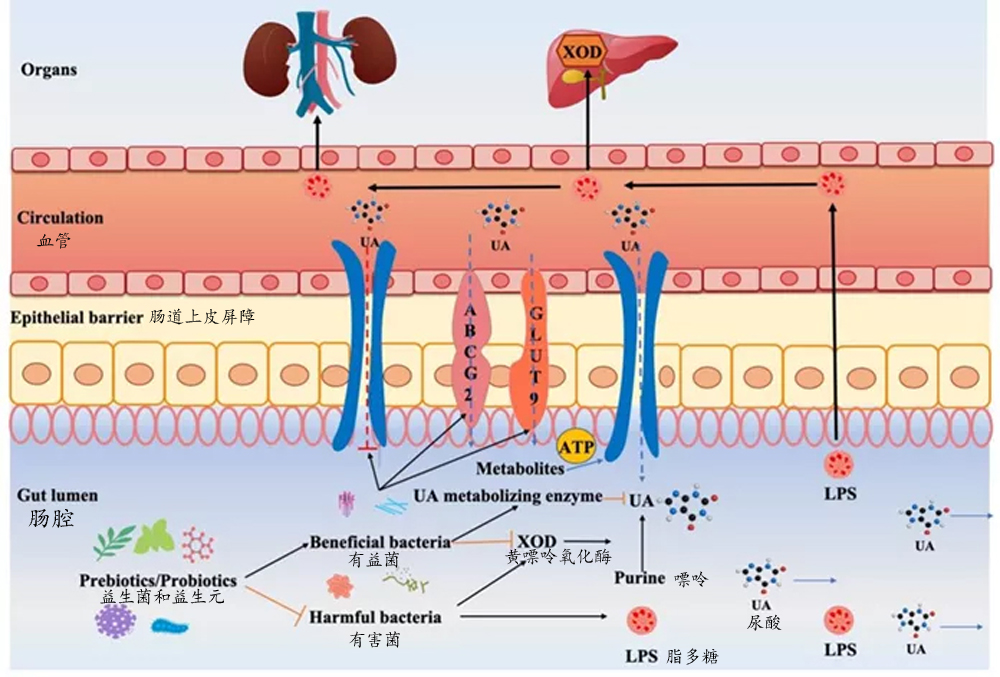 XOD
Organs
Circulation
血管
UA
UA
UA
Epithelial barrier 肠道上皮屏障
ABCG2
GLUT9
ATP
Metabolites
LPS
Gut lumen
肠腔
UA metabolizing enzyme
UA
UA
Beneficial bacteria
有益菌
XOD
黄嘌呤氧化酶
Prebiotics/Probiotics
益生菌和益生元
Purine 嘌呤
UA
尿酸
Harmful bacteria
有害菌
LPS 脂多糖
LPS
UA